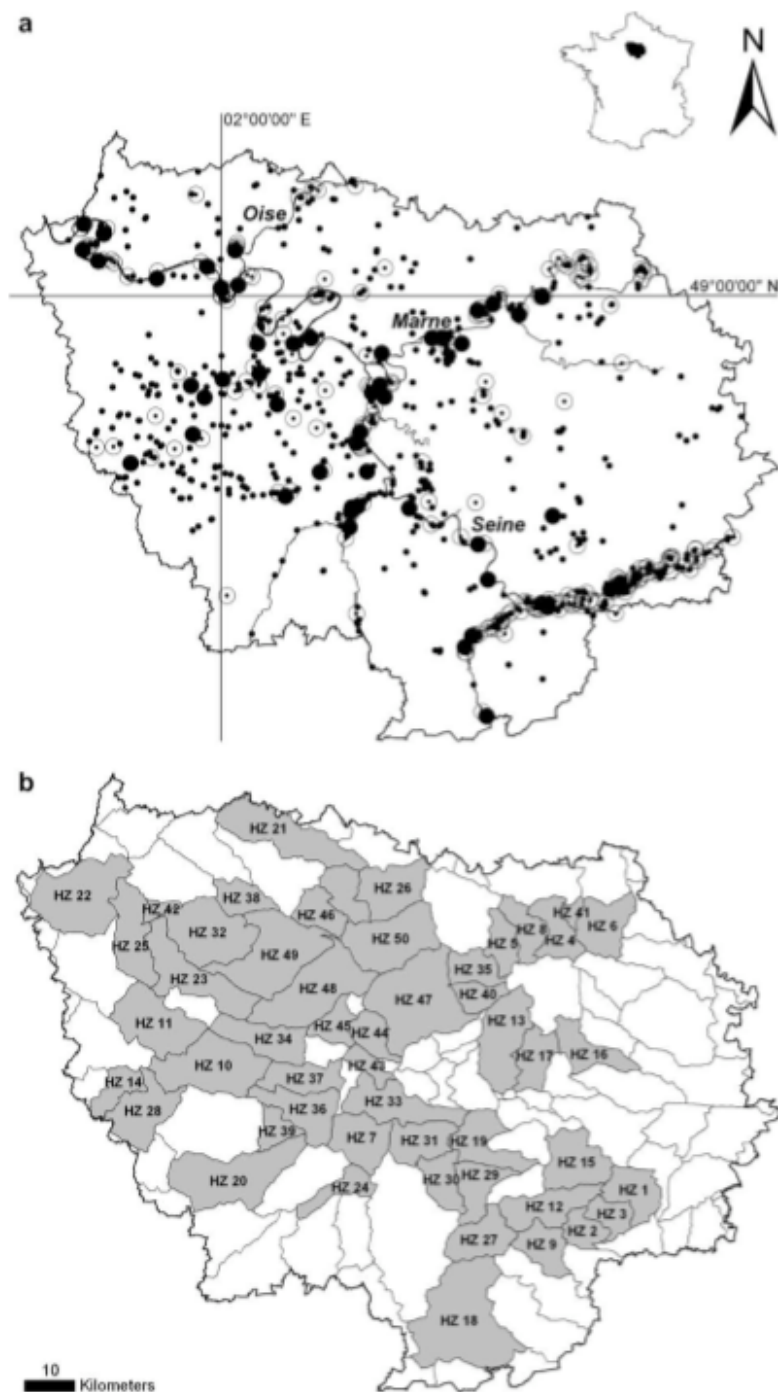 a
N
02°00'00" E
Oise
49°00'00" N
Marne
Seine
b
HZ 21
HZ 22
HZ 42
HZ 38
HZ 26
HZ 46
HZ 41
HZ 8
HZ 32
HZ 25
HZ 5
HZ 4
HZ 6
HZ 50
HZ 49
HZ 35
HZ 23
HZ 48
HZ 40
HZ 47
HZ 11
HZ 45
HZ 44
HZ 13
HZ 34
HZ 17
HZ 16
HZ 10
HZ 43
HZ 37
HZ 14
HZ 28
HZ 36
HZ 33
HZ 39
HZ 7
HZ 31
HZ 19
HZ 15
HZ 20
HZ 24
HZ 30
HZ 29
HZ 1
HZ 12
HZ 3
HZ 2
HZ 27
HZ 9
HZ 18
10
Kilometers